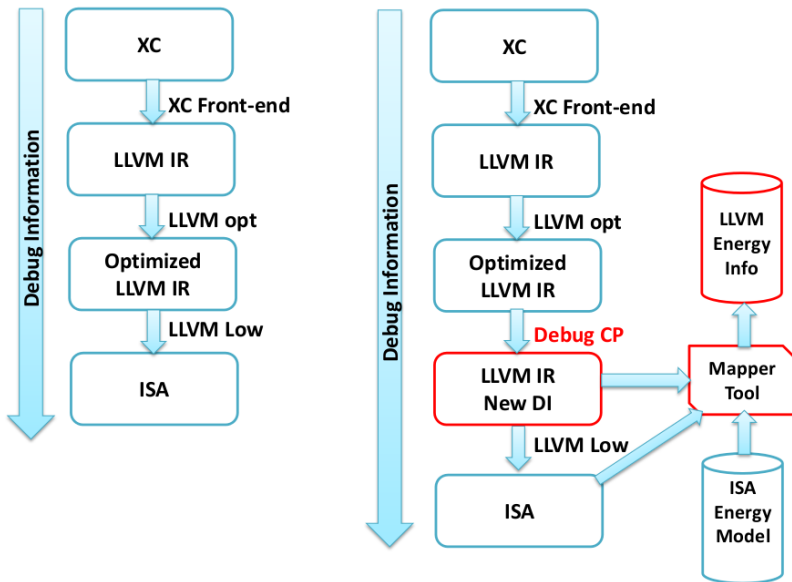 Debug Information
XC
XC Front-end
LLVM IR
LLVM opt
Optimized
LLVM IR
LLVM Low
ISA
Debug Information
XC
XC Front-end
LLVM IR
LLVM opt
Optimized
LLVM IR
Debug CP
LLVM IR
New DI
LLVM Low
ISA
LLVM
Energy
Info
Mapper
Tool
ISA
Energy
Model